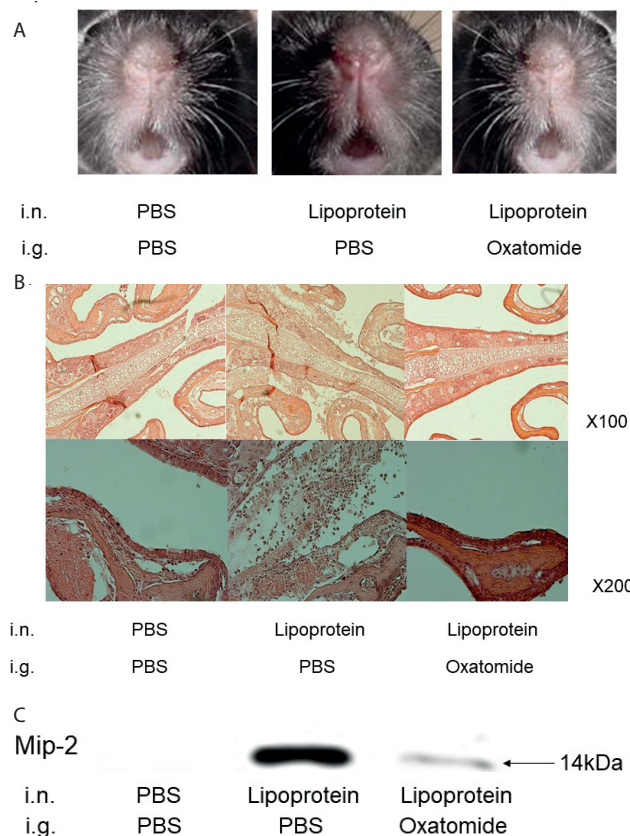 A
i.n. PBS Lipoprotein Lipoprotein
i.g. PBS PBS Oxatomide
B
X100
X200
i.n. PBS Lipoprotein Lipoprotein
i.g. PBS PBS Oxatomide
C
Mip-2
14kDa
i.n. PBS Lipoprotein Lipoprotein
i.g. PBS PBS Oxatomide